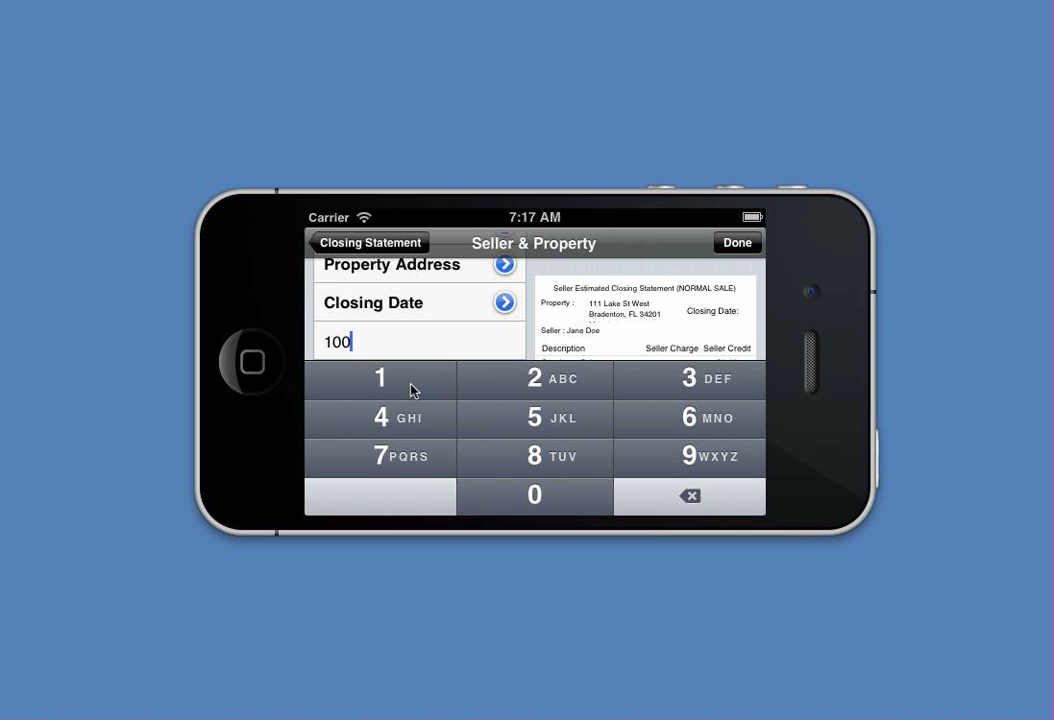 Carrier 7:17 AM
Closing Statement Seller & Property Done
Property Address
Closing Date
100
Seller Estimated Closing Statement (NORMAL SALE)
Property : 111 Lake St West
Bradenton, FL 34201
Closing Date:
Seller : Jane Doe
Description Seller Charge Seller Credit
1 2 ABC 3 DEF
4 GHI 5 JKL 6 MNO
7 PQRS 8 TUV 9 WXYZ
0